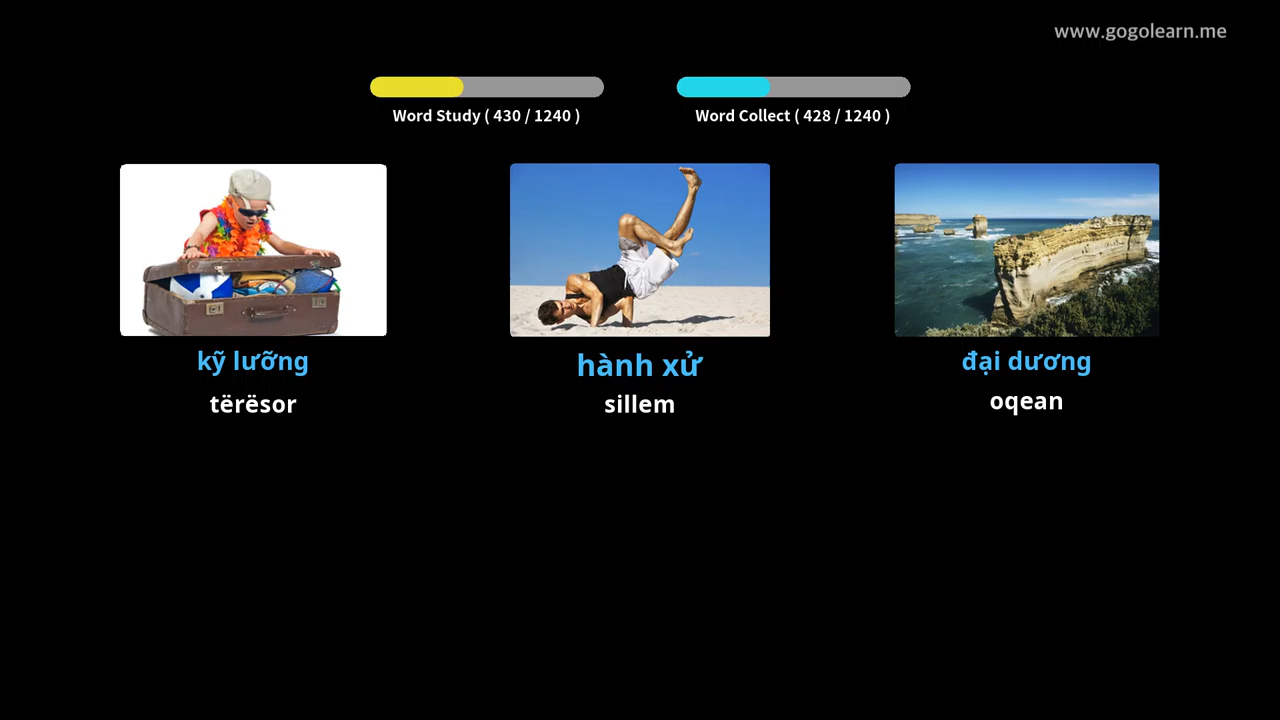 www.gogolearn.me
Word Study ( 430 / 1240 )
Word Collect ( 428 / 1240 )
kỹ lưỡng
tërësor
hành xử
sillem
đại dương
oqean